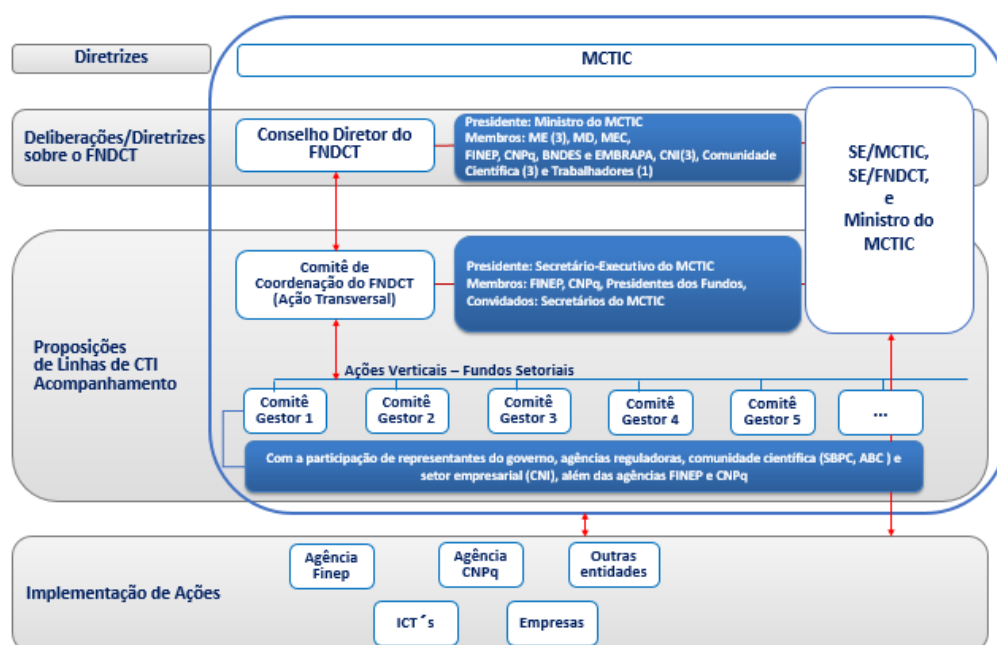 Diretrizes
MCTIC
Deliberações/Diretrizes
sobre o FNDCT
Conselho Diretor do
FNDCT
Presidente: Ministro do MCTIC
Membros: ME (3), MD, MEC,
FINEP, CNPq, BNDES e EMBRAPA, CNI(3), Comunidade
Científica (3) e Trabalhadores (1)
SE/MCTIC,
SE/FNDCT,
e
Ministro do
MCTIC
Comitê de
Coordenação do FNDCT
(Ação Transversal)
Presidente: Secretário-Executivo do MCTIC
Membros: FINEP, CNPq, Presidentes dos Fundos,
Convidados: Secretários do MCTIC
Proposições
de Linhas de CTI
Acompanhamento
Ações Verticais – Fundos Setoriais
Comitê
Gestor 1
Comitê
Gestor 2
Comitê
Gestor 3
Comitê
Gestor 4
Comitê
Gestor 5
...
Com a participação de representantes do governo, agências reguladoras, comunidade científica (SBPC, ABC ) e
setor empresarial (CNI), além das agências FINEP e CNPq
Implementação de Ações
Agência
Finep
Agência
CNPq
Outras
entidades
ICT´s
Empresas